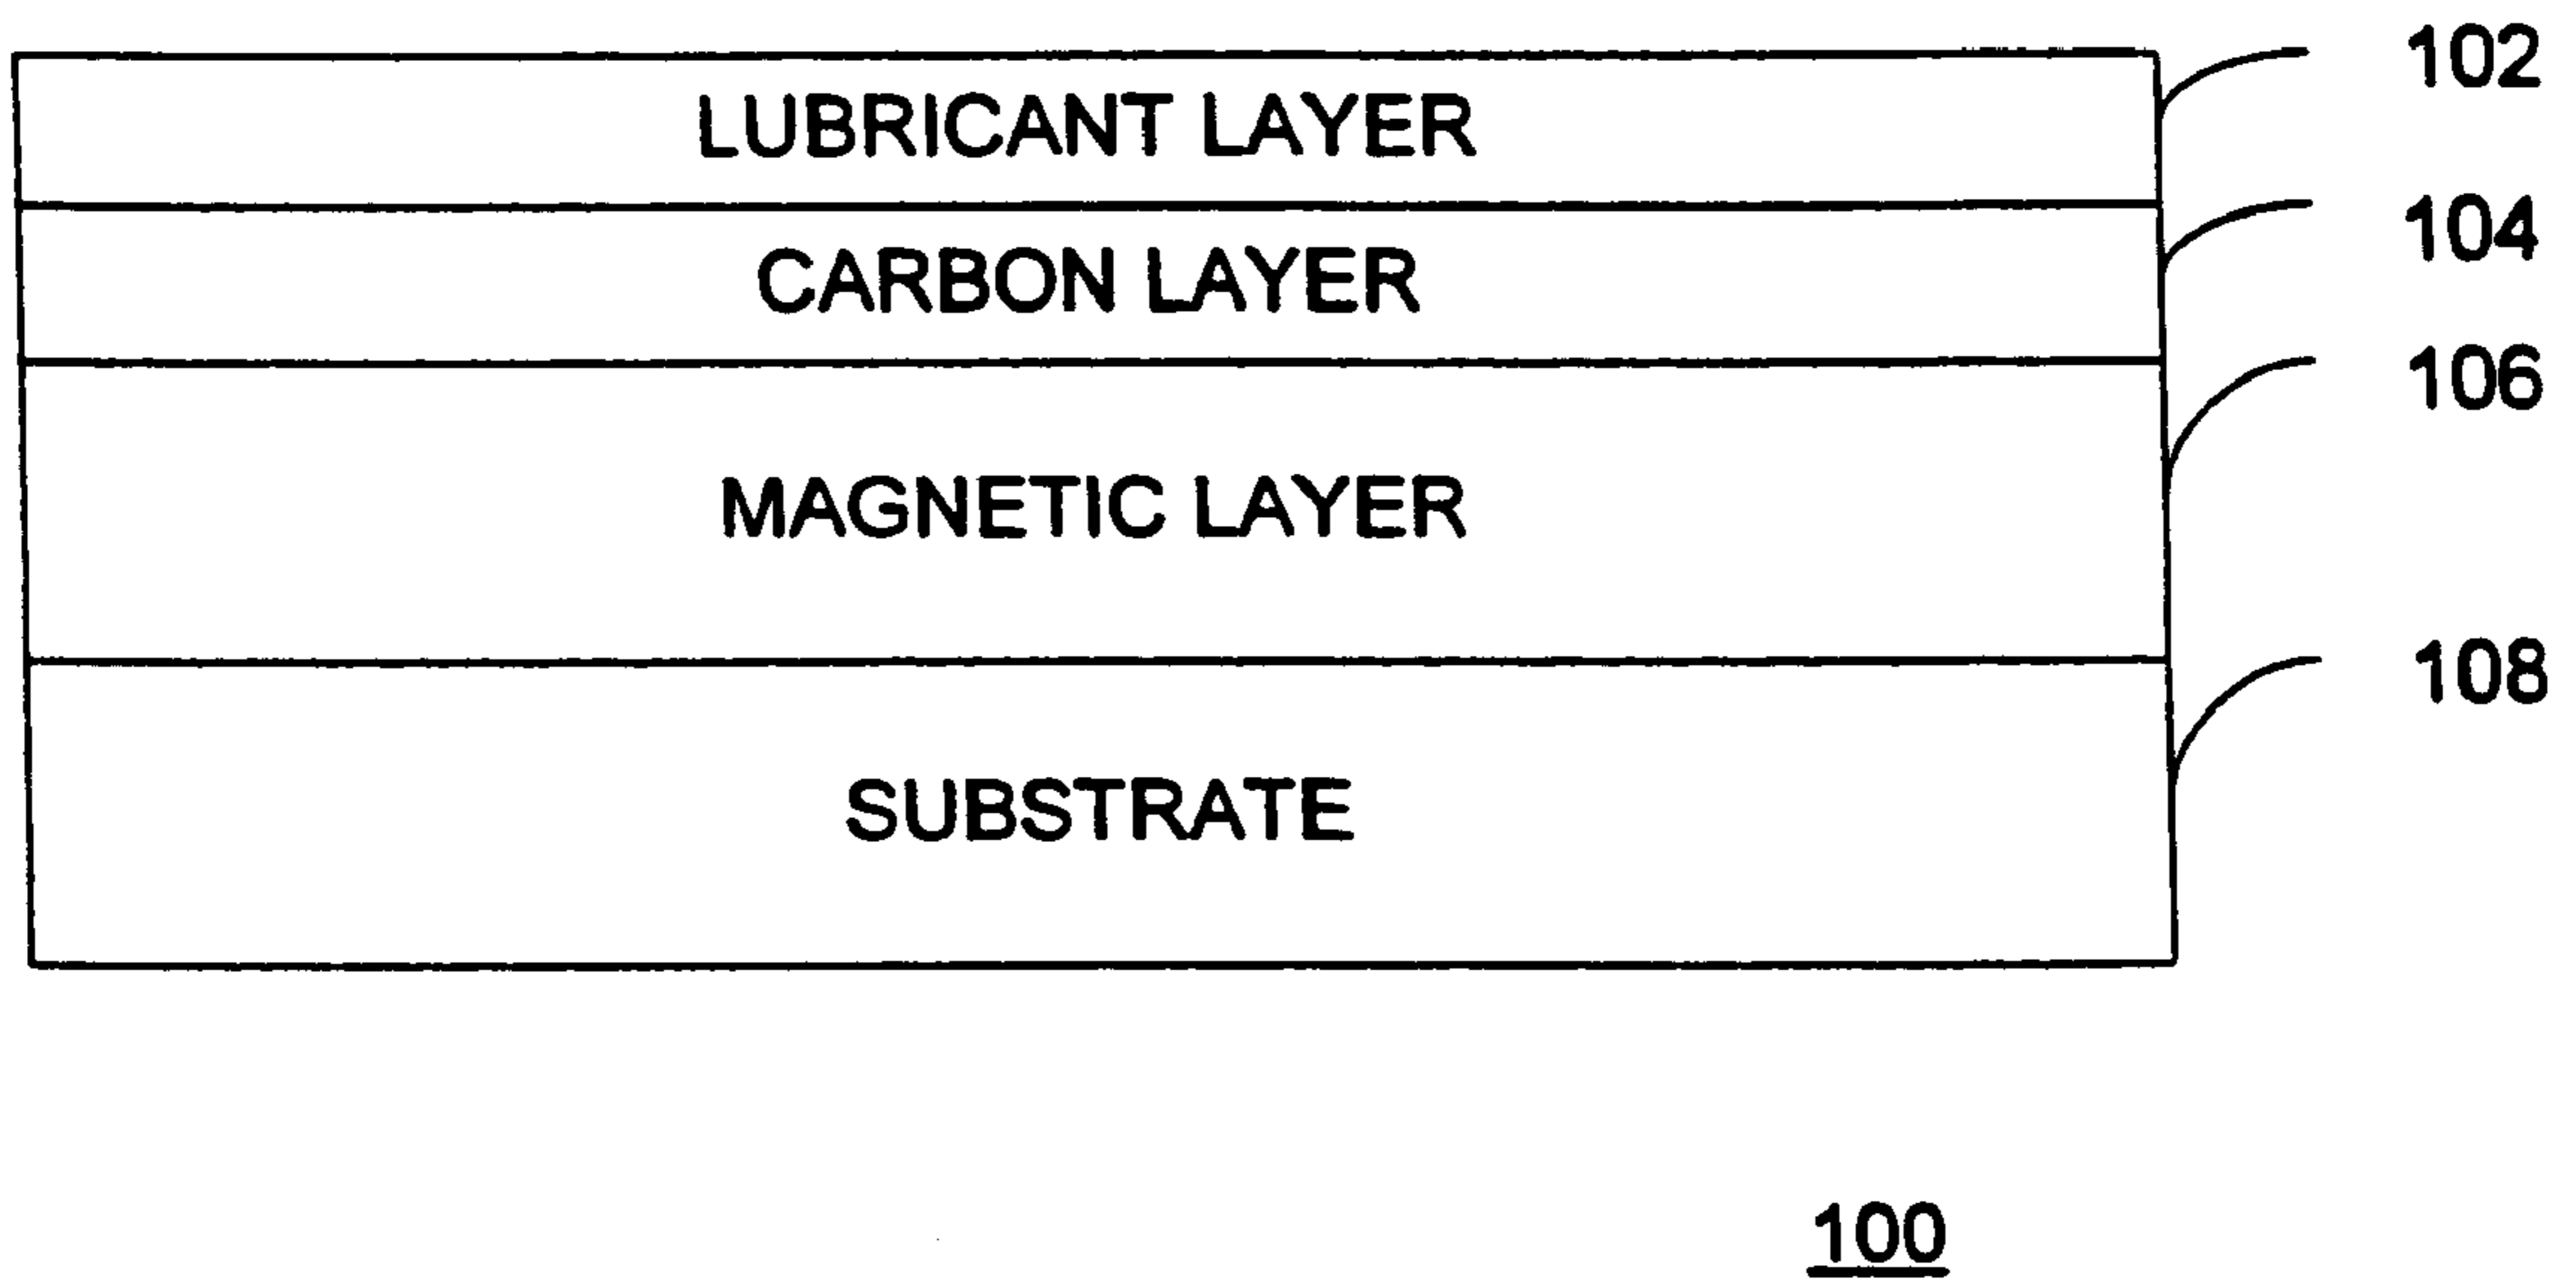 102
LUBRICANT LAYER
104
CARBON LAYER
106
MAGNETIC LAYER
108
SUBSTRATE
100